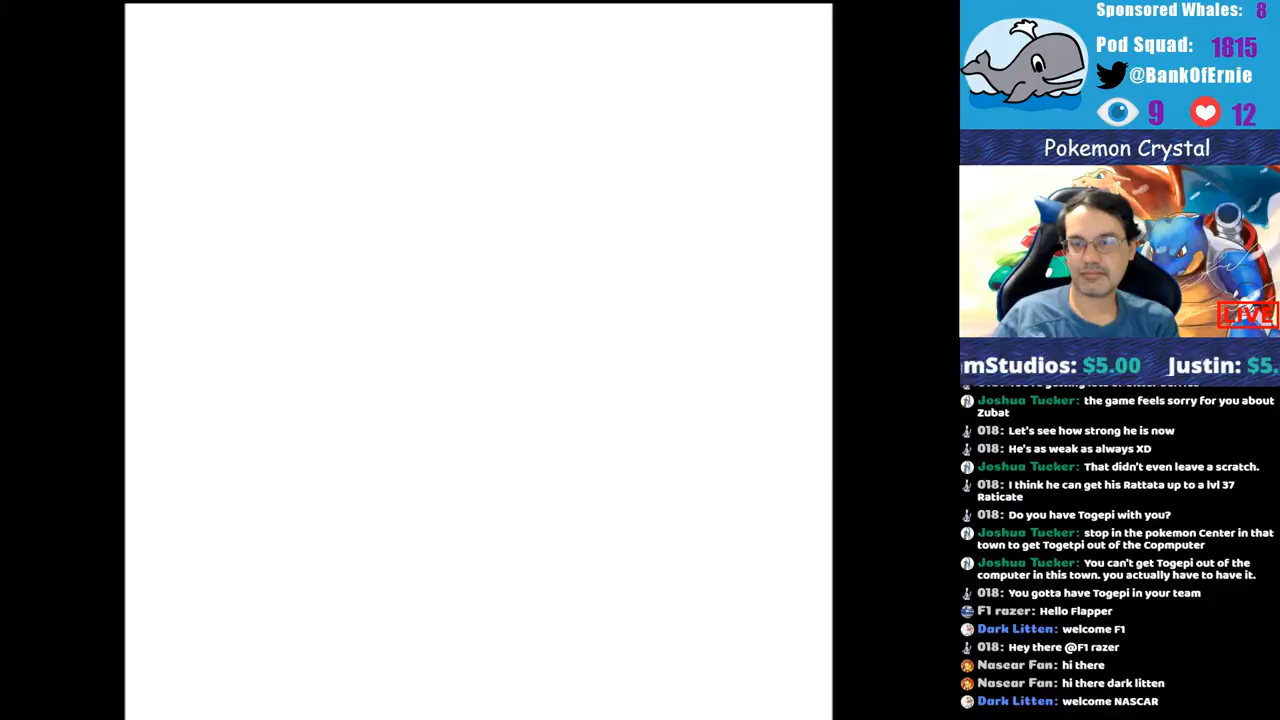 Sponsored Whales: 8
Pod Squad: 1815
@BankOfErnie
9 12
Pokemon Crystal
LIVE
mStudios: $5.00 Justin: $5.
Joshua Tucker: the game feels sorry for you about
Zubat
018: Let's see how strong he is now
018: He's as weak as always XD
Joshua Tucker: That didn't even leave a scratch.
018: I think he can get his Rattata up to a lvl 37
Raticate
018: Do you have Togepi with you?
Joshua Tucker: stop in the pokemon Center in that
town to get Togetpi out of the Copmputer
Joshua Tucker: You can't get Togepi out of the
computer in this town. you actually have to have it.
018: You gotta have Togepi in your team
F1 razer: Hello Flapper
Dark Litten: welcome F1
018: Hey there @F1 razer
Nascar Fan: hi there
Nascar Fan: hi there dark litten
Dark Litten: welcome NASCAR